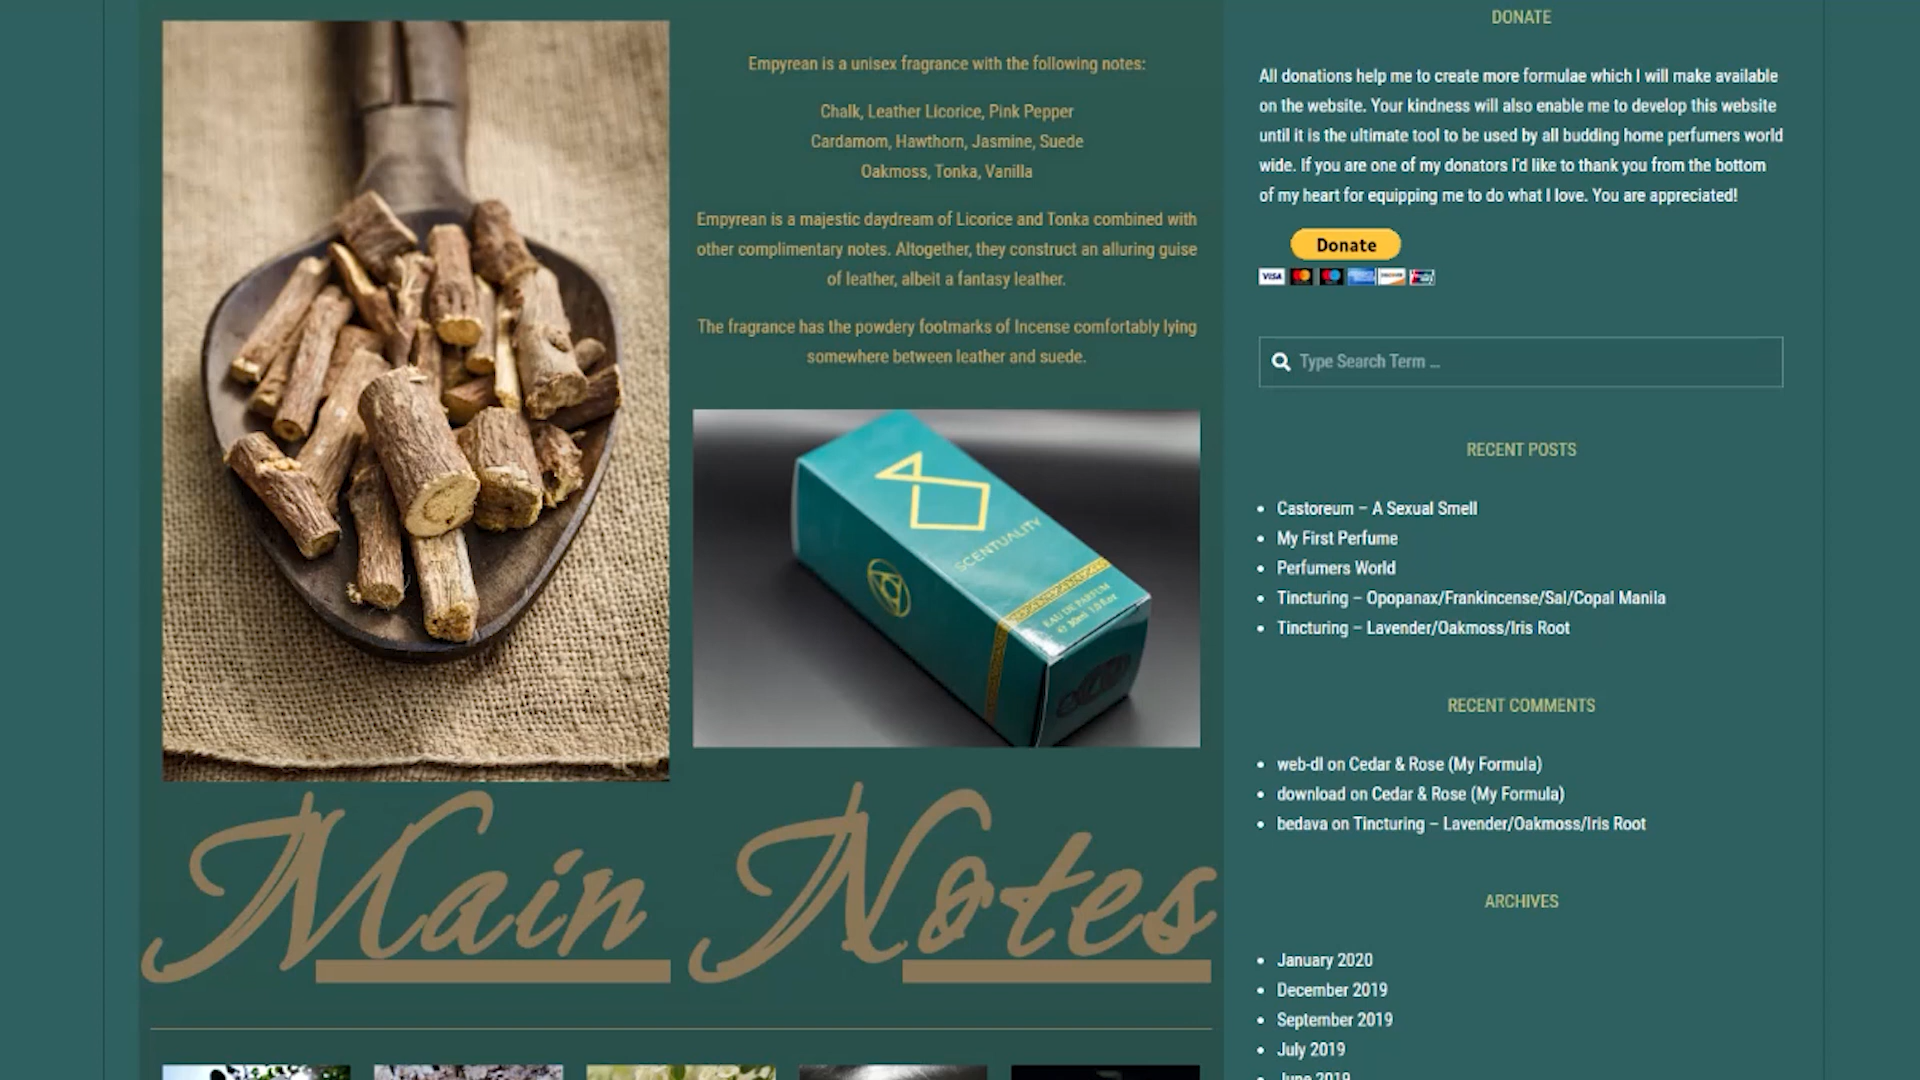 Empyrean is a unisex fragrance with the following notes:
Chalk, Leather Licorice, Pink Pepper
Cardamom, Hawthorn, Jasmine, Suede
Oakmoss, Tonka, Vanilla
Empyrean is a majestic daydream of Licorice and Tonka combined with
other complimentary notes. Altogether, they construct an alluring guise
of leather, albeit a fantasy leather.
The fragrance has the powdery footmarks of Incense comfortably lying
somewhere between leather and suede.
SCENTUALITY
EAU DE PARFUM
e 30ml 1.0 fl oz
Main Notes
DONATE
All donations help me to create more formulae which I will make available
on the website. Your kindness will also enable me to develop this website
until it is the ultimate tool to be used by all budding home perfumers world
wide. If you are one of my donators I'd like to thank you from the bottom
of my heart for equipping me to do what I love. You are appreciated!
Donate
VISA
Type Search Term ...
RECENT POSTS
Castoreum – A Sexual Smell
My First Perfume
Perfumers World
Tincturing – Opopanax/Frankincense/Sal/Copal Manila
Tincturing – Lavender/Oakmoss/Iris Root
RECENT COMMENTS
web-dl on Cedar & Rose (My Formula)
download on Cedar & Rose (My Formula)
bedava on Tincturing – Lavender/Oakmoss/Iris Root
ARCHIVES
January 2020
December 2019
September 2019
July 2019
June 2019